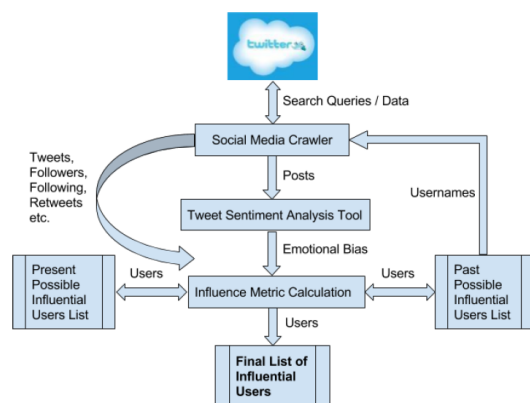 twitter
Search Queries / Data
Social Media Crawler
Tweets,
Followers,
Following,
Retweets
etc.
Posts
Usernames
Tweet Sentiment Analysis Tool
Emotional Bias
Present
Possible
Influential
Users List
Users
Influence Metric Calculation
Users
Past
Possible
Influential
Users List
Users
Final List of
Influential
Users